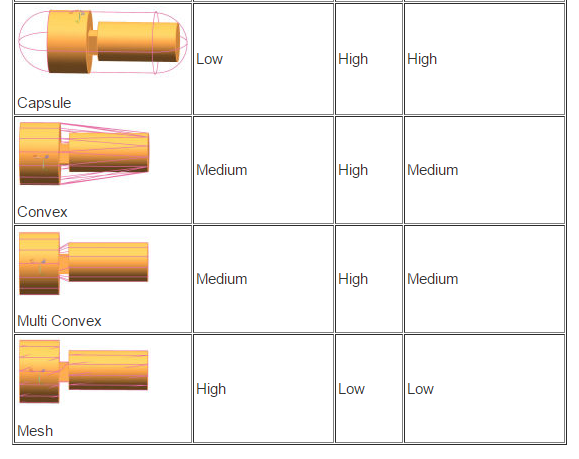 Low High High
Capsule
Medium High Medium
Convex
Medium High Medium
Multi Convex
High Low Low
Mesh